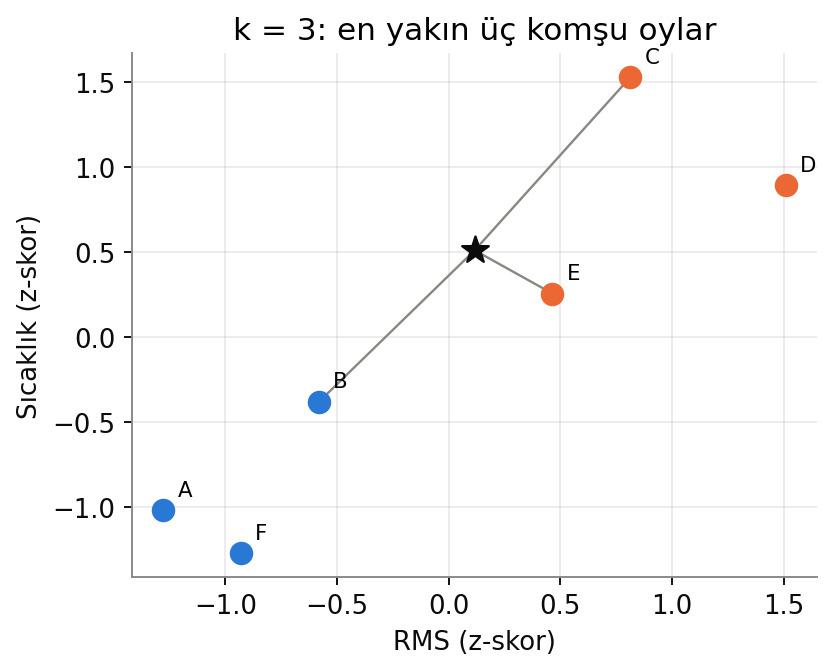 k = 3: en yakın üç komşu oylar
C
1.5
D
1.0
Sıcaklık (z-skor)
0.5
E
0.0
B
−0.5
A
−1.0
F
−1.0 −0.5 0.0 0.5 1.0 1.5
RMS (z-skor)